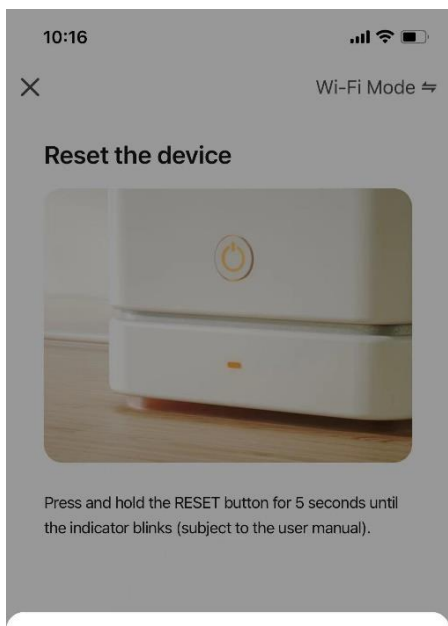 10:16
Wi-Fi Mode ⇋
Reset the device
Press and hold the RESET button for 5 seconds until
the indicator blinks (subject to the user manual).